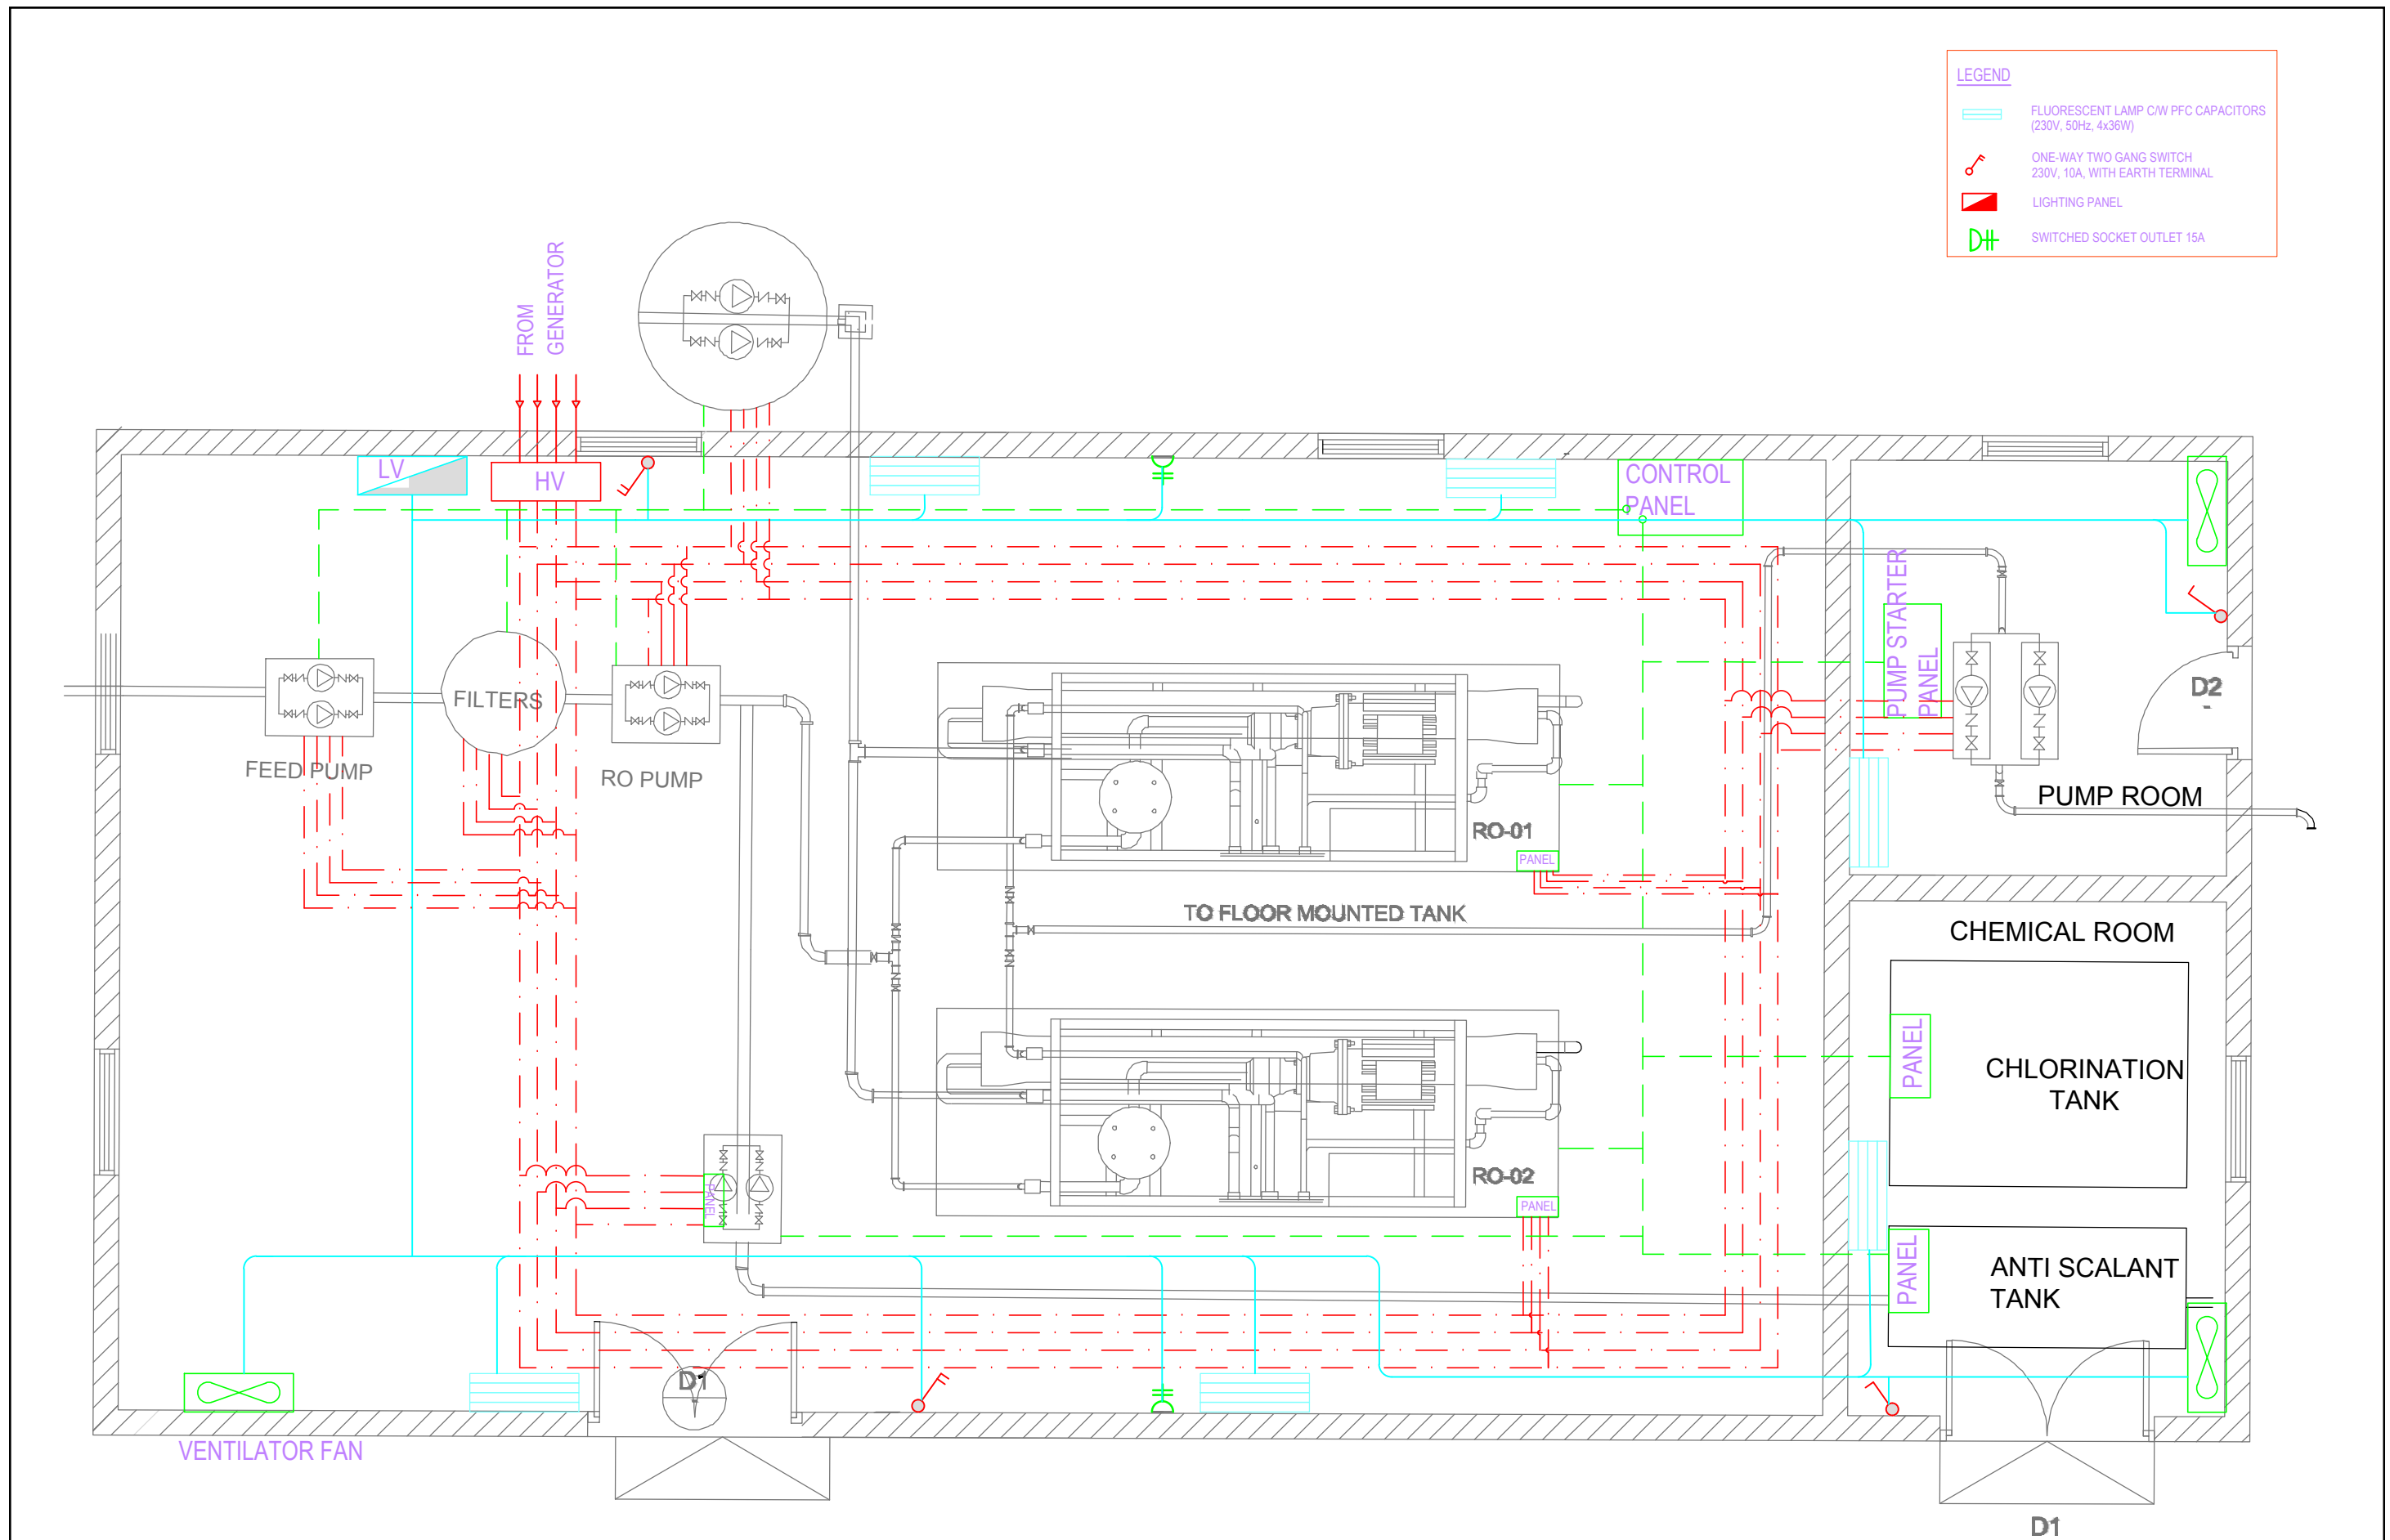 LEGEND
FLUORESCENT LAMP C/W PFC CAPACITORS
(230V, 50Hz, 4x36W)
ONE-WAY TWO GANG SWITCH
230V, 10A, WITH EARTH TERMINAL
LIGHTING PANEL
SWITCHED SOCKET OUTLET 15A
FROM
GENERATOR
LV
HV
CONTROL
PANEL
PUMP STARTER
PANEL
D2
FILTERS
FEED PUMP
RO PUMP
PUMP ROOM
RO-01
PANEL
TO FLOOR MOUNTED TANK
CHEMICAL ROOM
PANEL
CHLORINATION
TANK
RO-02
PANEL
PANEL
PANEL
ANTI SCALANT
TANK
D1
VENTILATOR FAN
D1